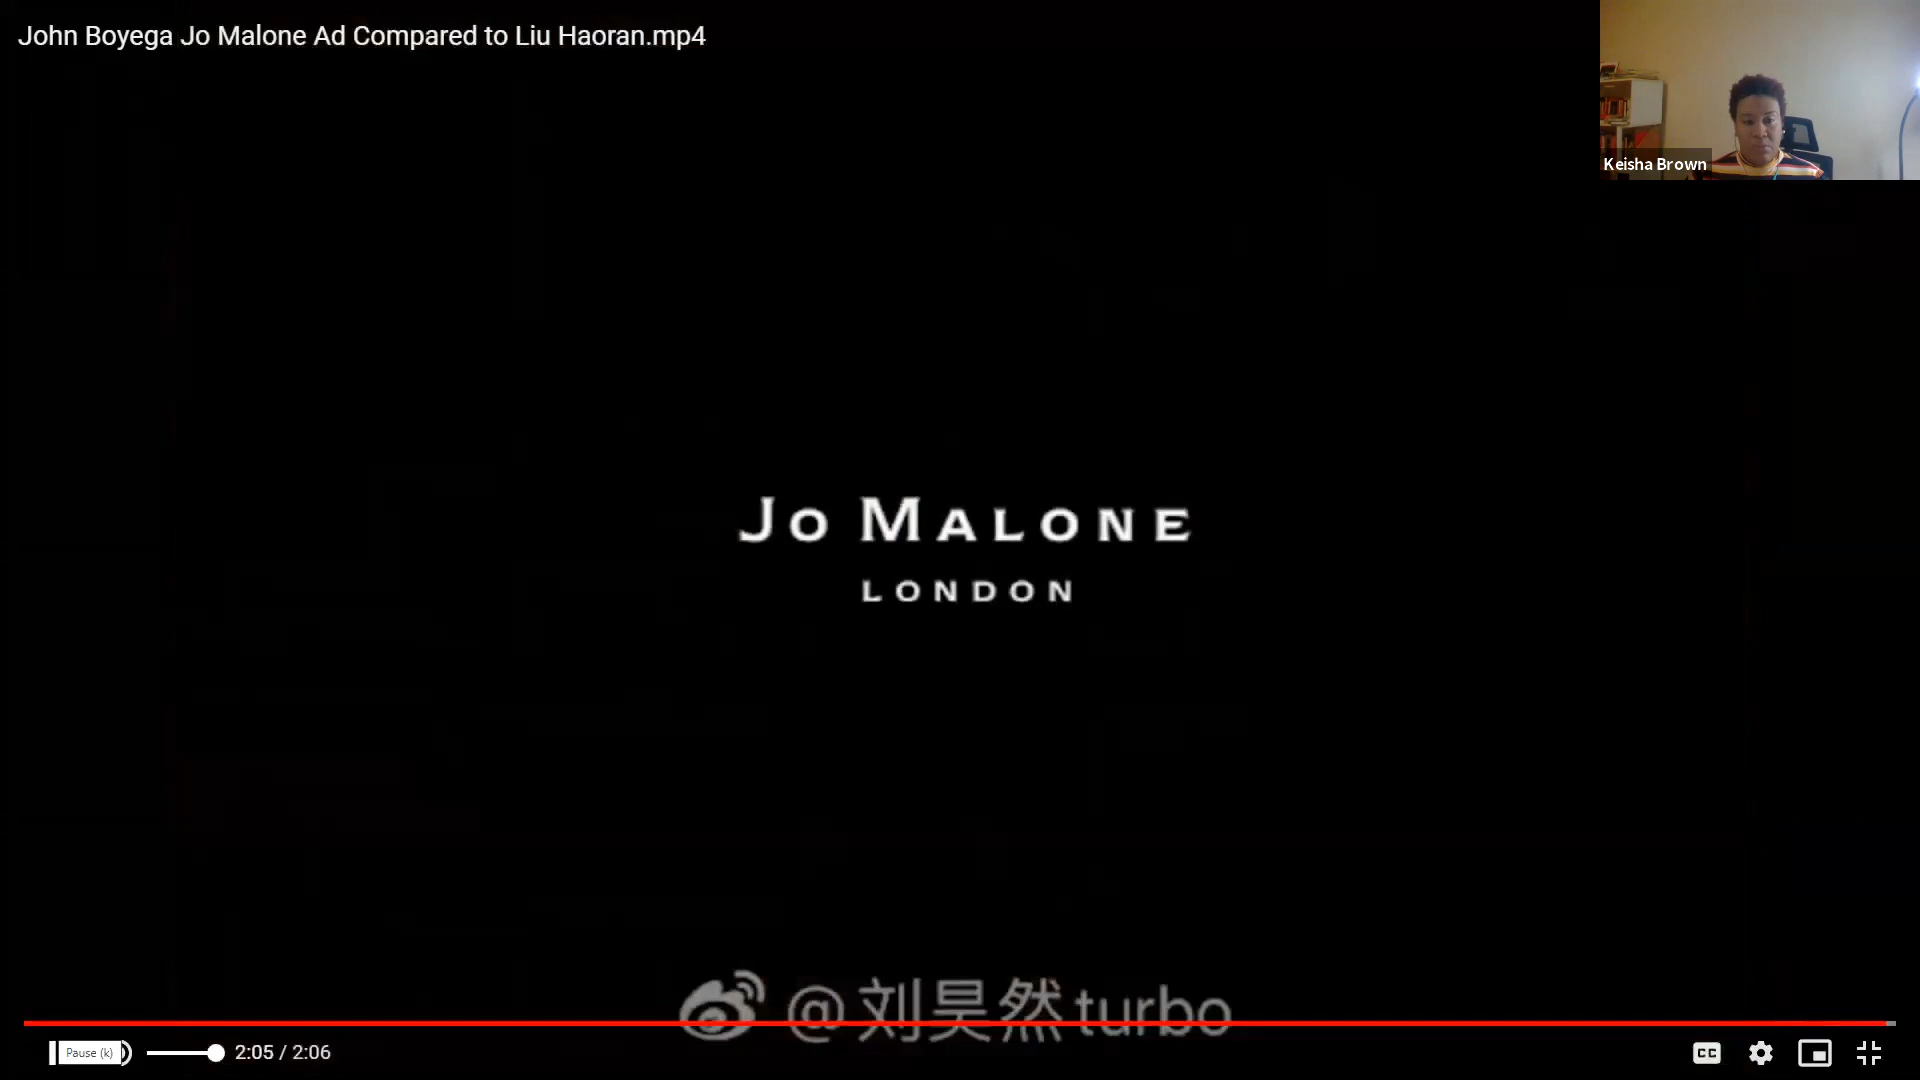 John Boyega Jo Malone Ad Compared to Liu Haoran.mp4
Keisha Brown
JO MALONE
LONDON
@刘昊然turbo
Pause (k)
2:05 / 2:06
CC